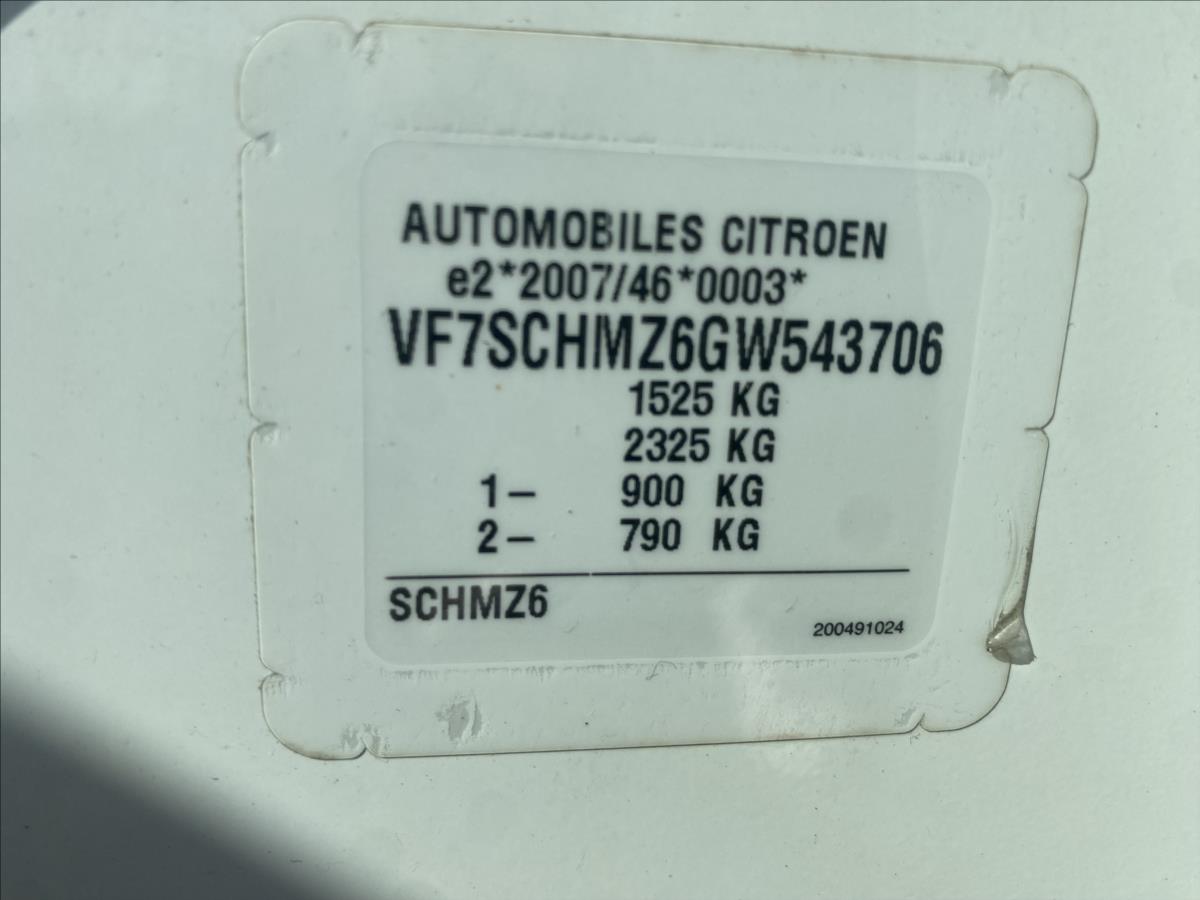 AUTOMOBILES CITROEN
e2*2007/46*0003*
VF7SCHMZ6GW543706
1525 KG
2325 KG
1- 900 KG
2- 790 KG
SCHMZ6
200491024